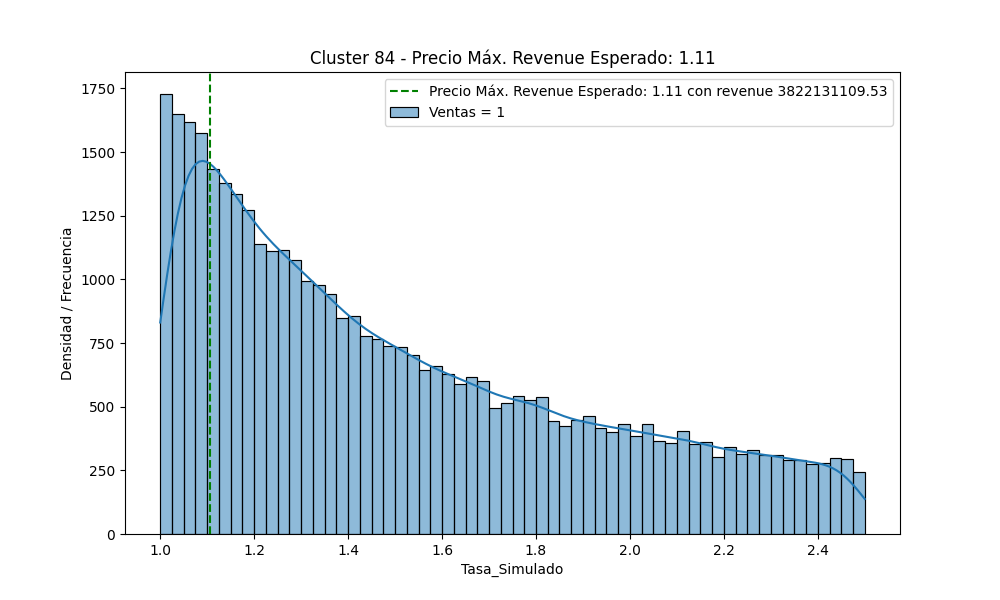 Cluster 84 - Precio Máx. Revenue Esperado: 1.11
Precio Máx. Revenue Esperado: 1.11 con revenue 3822131109.53
Ventas = 1
Densidad / Frecuencia
1750
1500
1250
1000
750
500
250
0
1.0 1.2 1.4 1.6 1.8 2.0 2.2 2.4
Tasa_Simulado